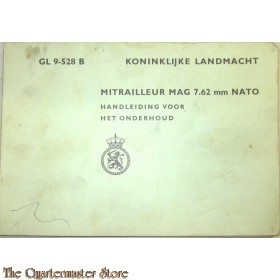 GL 9-528 B KONINKLIJKE LANDMACHT
MITRAILLEUR MAG 7.62 mm NATO
HANDLEIDING VOOR
HET ONDERHOUD
The Quartermaster Store